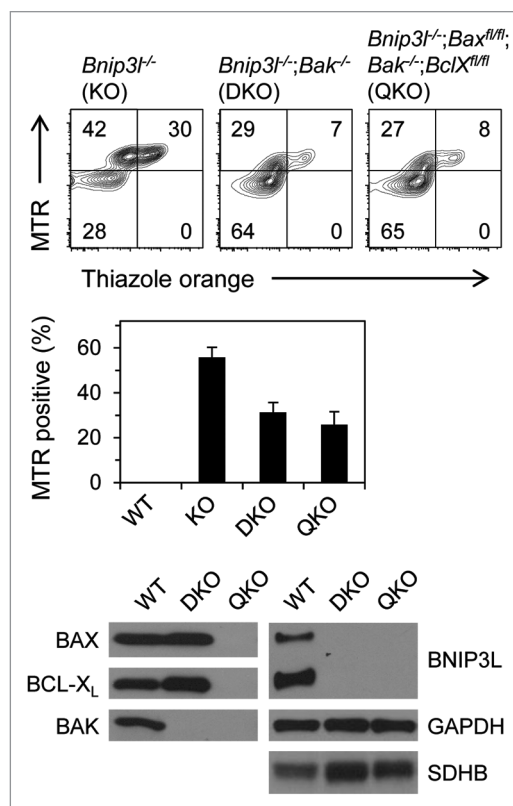 Bnip3l-/-
(KO)
Bnip3l-/-;Bak-/-
(DKO)
Bnip3l-/-;Baxfl/fl;
Bak-/-;BclXfl/fl
(QKO)
42 30
28 0
29 7
64 0
27 8
65 0
MTR
Thiazole orange
MTR positive (%)
60
40
20
0
WT KO DKO QKO
WT DKO QKO
WT DKO QKO
BAX
BCL-XL
BAK
BNIP3L
GAPDH
SDHB